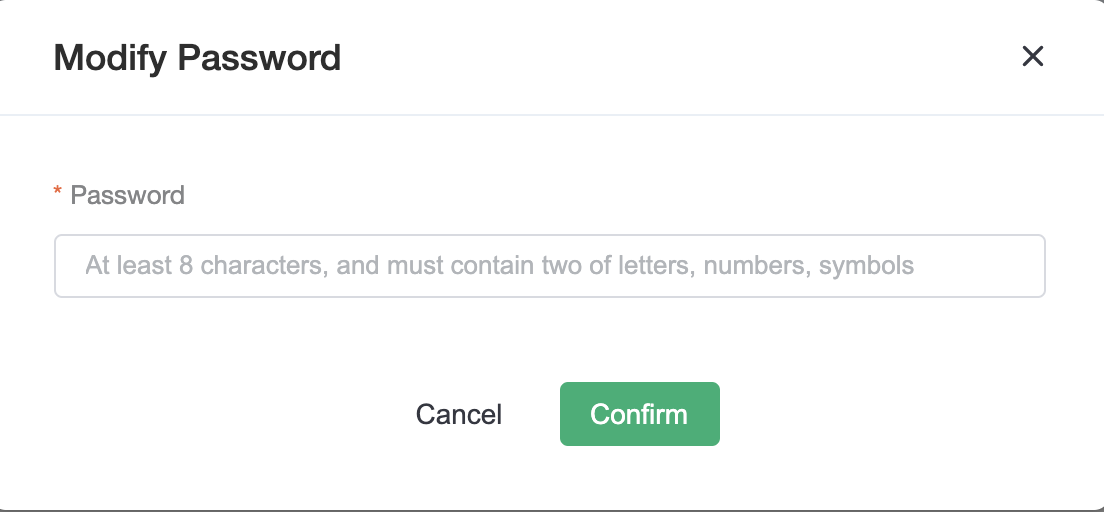 Modify Password
* Password
At least 8 characters, and must contain two of letters, numbers, symbols
Cancel
Confirm